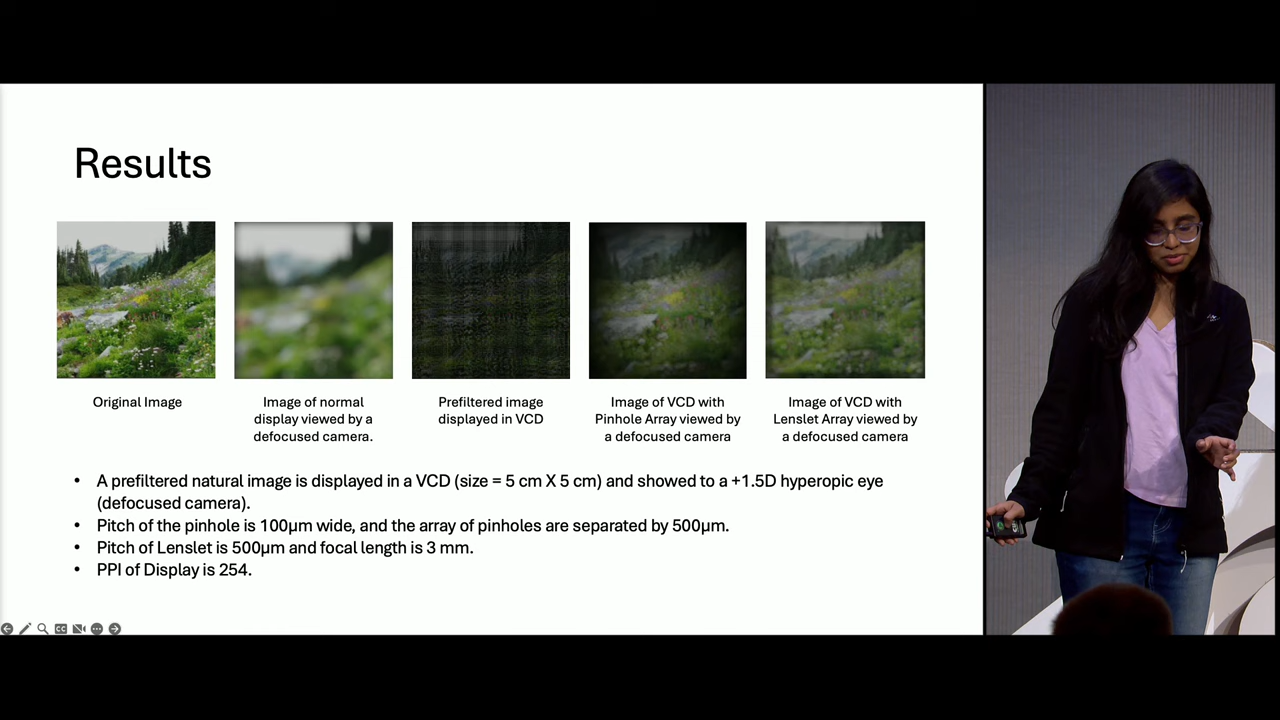 Results
Original Image
Image of normal
display viewed by a
defocused camera.
Prefiltered image
displayed in VCD
Image of VCD with
Pinhole Array viewed by
a defocused camera
Image of VCD with
Lenslet Array viewed by
a defocused camera
• A prefiltered natural image is displayed in a VCD (size = 5 cm X 5 cm) and showed to a +1.5D hyperopic eye
(defocused camera).
• Pitch of the pinhole is 100µm wide, and the array of pinholes are separated by 500µm.
• Pitch of Lenslet is 500µm and focal length is 3 mm.
• PPI of Display is 254.
CC